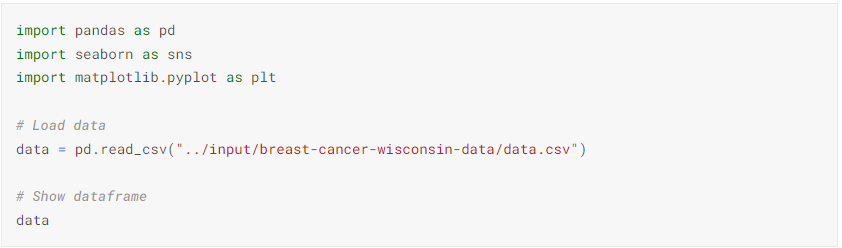 import pandas as pd
import seaborn as sns
import matplotlib.pyplot as plt
# Load data
data = pd.read_csv("../input/breast-cancer-wisconsin-data/data.csv")
# Show dataframe
data